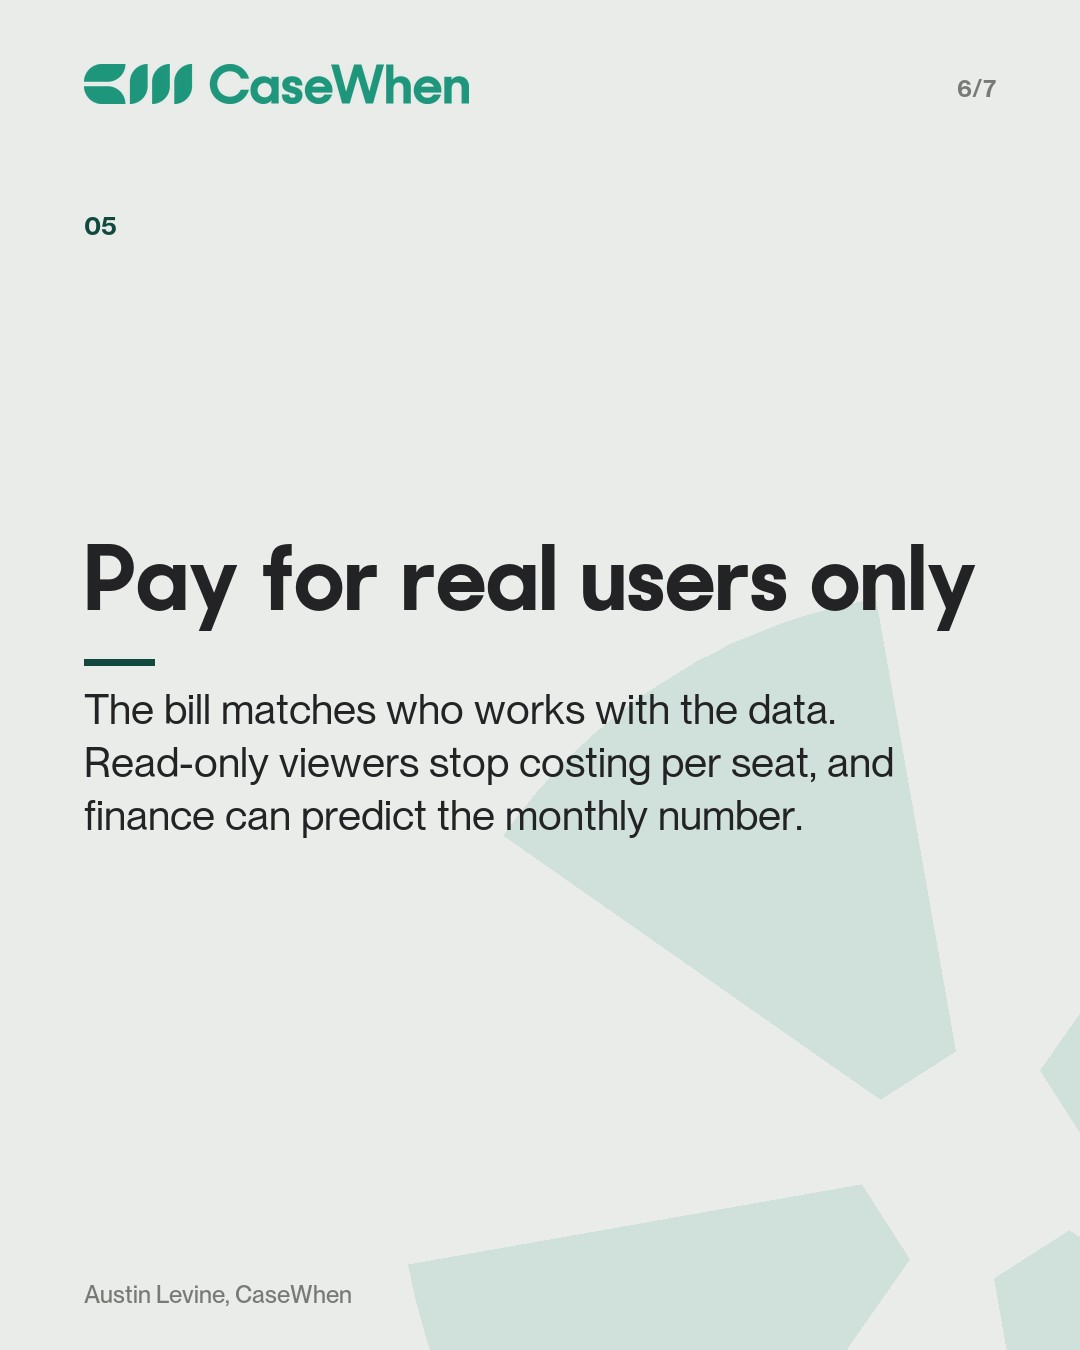 CaseWhen
6/7
05
Pay for real users only
The bill matches who works with the data.
Read-only viewers stop costing per seat, and
finance can predict the monthly number.
Austin Levine, CaseWhen